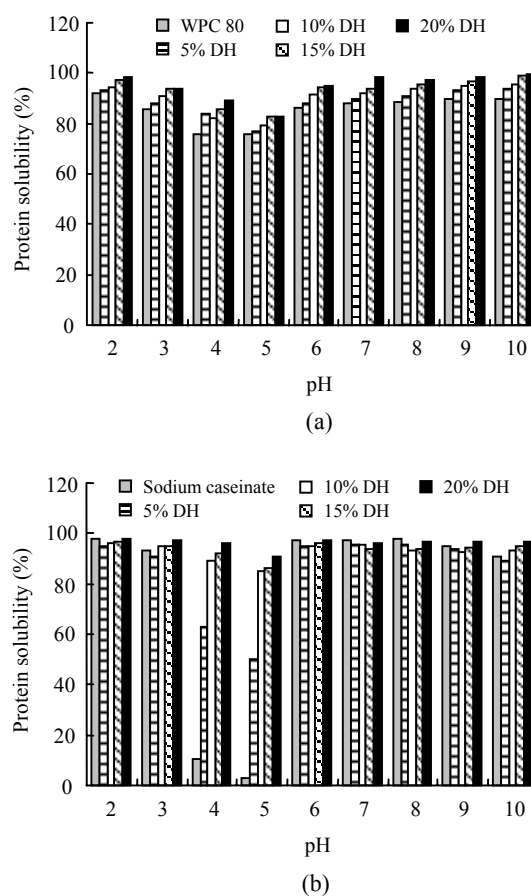 120
WPC 80 10% DH 20% DH
5% DH 15% DH
100
80
60
40
20
0
Protein solubility (%)
2 3 4 5 6 7 8 9 10
pH
(a)
120
Sodium caseinate 10% DH 20% DH
5% DH 15% DH
100
80
60
40
20
0
Protein solubility (%)
2 3 4 5 6 7 8 9 10
pH
(b)